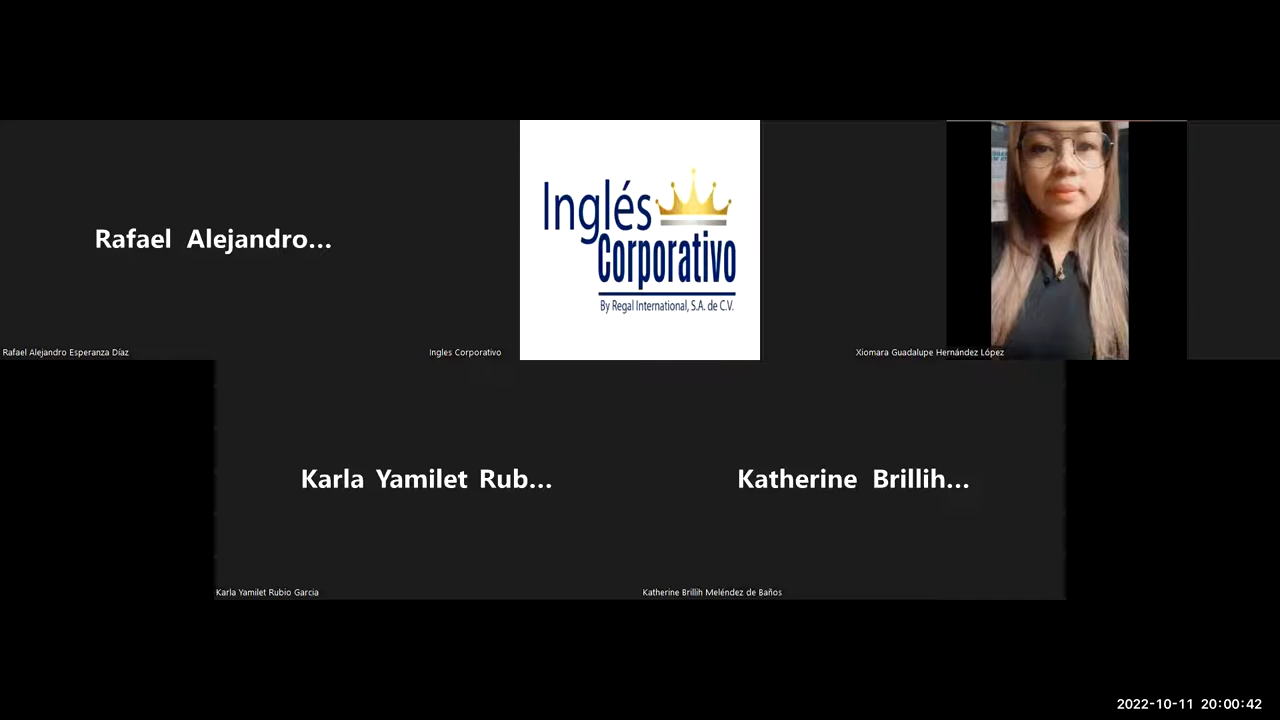 Rafael Alejandro...
Rafael Alejandro Esperanza Díaz
Inglés
Corporativo
By Regal International, S.A. de C.V.
Ingles Corporativo
Xiomara Guadalupe Hernández López
Karla Yamilet Rub...
Karla Yamilet Rubio Garcia
Katherine Brillih...
Katherine Brillih Meléndez de Baños
2022-10-11 20:00:42